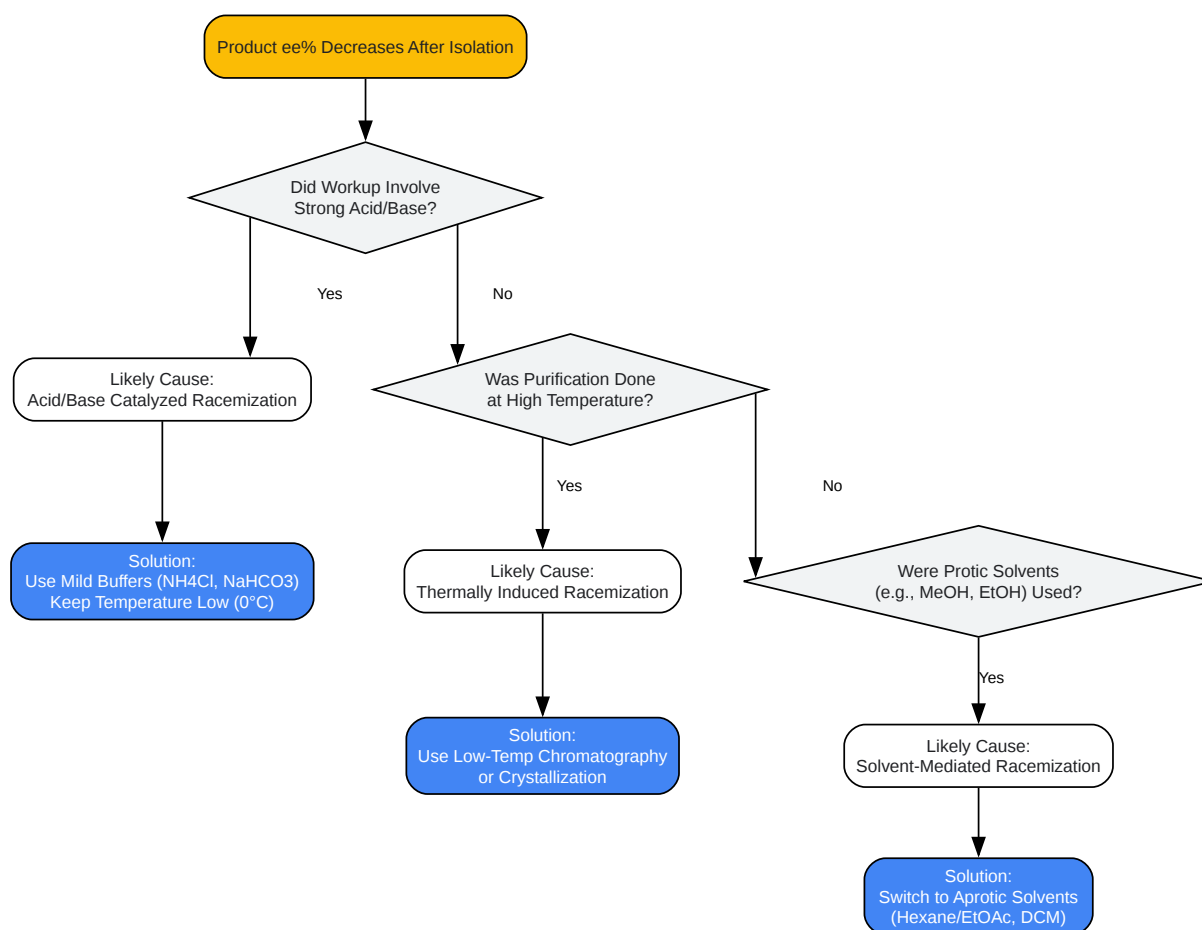 Product ee% Decreases After Isolation
Did Workup Involve
Strong Acid/Base?
Yes
No
Likely Cause:
Acid/Base Catalyzed Racemization
Was Purification Done
at High Temperature?
Yes
No
Solution:
Use Mild Buffers (NH4Cl, NaHCO3)
Keep Temperature Low (0°C)
Likely Cause:
Thermally Induced Racemization
Were Protic Solvents
(e.g., MeOH, EtOH) Used?
Yes
Solution:
Use Low-Temp Chromatography
or Crystallization
Likely Cause:
Solvent-Mediated Racemization
Solution:
Switch to Aprotic Solvents
(Hexane/EtOAc, DCM)